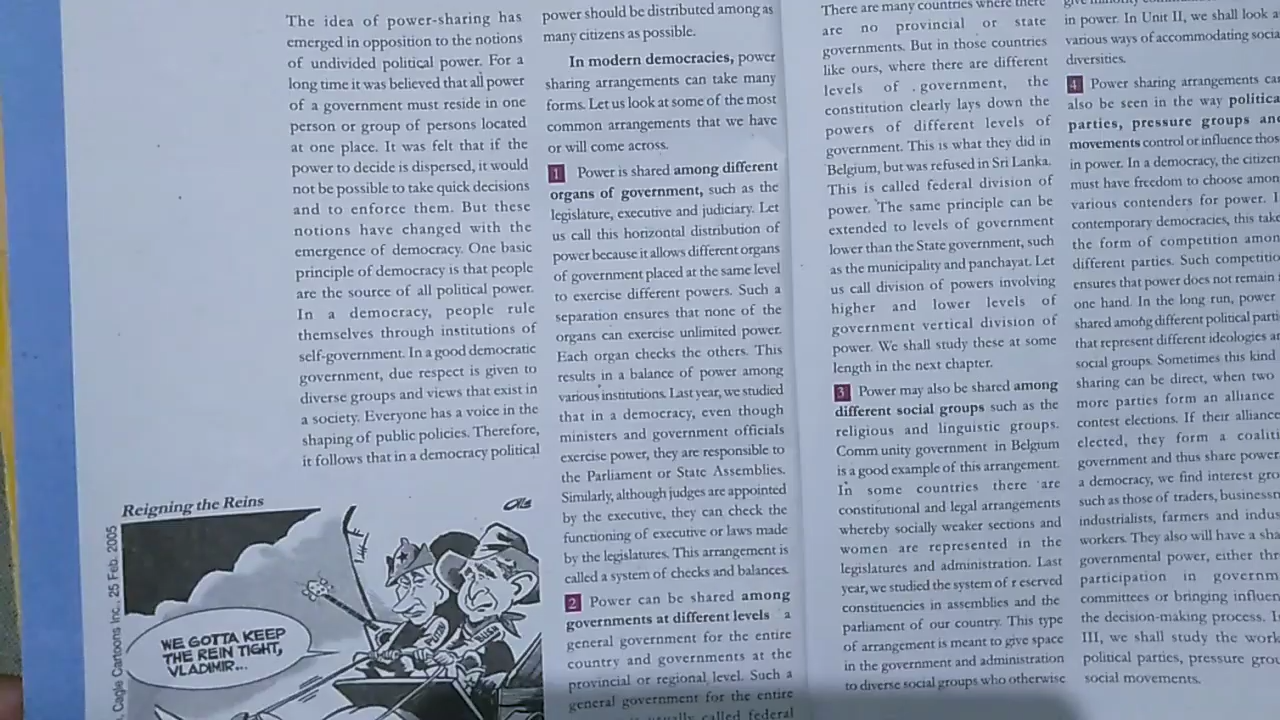 The idea of power-sharing has
emerged in opposition to the notions
of undivided political power. For a
long time it was believed that all power
of a government must reside in one
person or group of persons located
at one place. It was felt that if the
power to decide is dispersed, it would
not be possible to take quick decisions
and to enforce them. But these
notions have changed with the
emergence of democracy. One basic
principle of democracy is that people
are the source of all political power.
In a democracy, people rule
themselves through institutions of
self-government. In a good democratic
government, due respect is given to
diverse groups and views that exist in
a society. Everyone has a voice in the
shaping of public policies. Therefore,
it follows that in a democracy political
Reigning the Reins
Cagle Cartoons Inc., 25 Feb. 2005
WE GOTTA KEEP
THE REIN TIGHT,
VLADIMIR...
PUTIN
BUSH
power should be distributed among as
many citizens as possible.
In modern democracies, power
sharing arrangements can take many
forms. Let us look at some of the most
common arrangements that we have
or will come across.
1 Power is shared among different
organs of government, such as the
legislature, executive and judiciary. Let
us call this horizontal distribution of
power because it allows different organs
of government placed at the same level
to exercise different powers. Such a
separation ensures that none of the
organs can exercise unlimited power.
Each organ checks the others. This
results in a balance of power among
various institutions. Last year, we studied
that in a democracy, even though
ministers and government officials
exercise power, they are responsible to
the Parliament or State Assemblies.
Similarly, although judges are appointed
by the executive, they can check the
functioning of executive or laws made
by the legislatures. This arrangement is
called a system of checks and balances.
2 Power can be shared among
governments at different levels a
general government for the entire
country and governments at the
provincial or regional level. Such a
general government for the entire
usually called federal
There are many countries where there
are no provincial or state
governments. But in those countries
like ours, where there are different
levels of government, the
constitution clearly lays down the
powers of different levels of
government. This is what they did in
Belgium, but was refused in Sri Lanka.
This is called federal division of
power. The same principle can be
extended to levels of government
lower than the State government, such
as the municipality and panchayat. Let
us call division of powers involving
higher and lower levels of
government vertical division of
power. We shall study these at some
length in the next chapter.
3 Power may also be shared among
different social groups such as the
religious and linguistic groups.
Comm unity government in Belgium
is a good example of this arrangement.
In some countries there are
constitutional and legal arrangements
whereby socially weaker sections and
women are represented in the
legislatures and administration. Last
year, we studied the system of r eserved
constituencies in assemblies and the
parliament of our country. This type
of arrangement is meant to give space
in the government and administration
to diverse social groups who otherwise
in power. In Unit II, we shall look a
various ways of accommodating socia
diversities.
4 Power sharing arrangements ca
also be seen in the way politica
parties, pressure groups an
movements control or influence thos
in power. In a democracy, the citizen
must have freedom to choose amon
various contenders for power. I
contemporary democracies, this take
the form of competition amon
different parties. Such competitio
ensures that power does not remain i
one hand. In the long run, power
shared among different political parti
that represent different ideologies a
social groups. Sometimes this kind
sharing can be direct, when two
more parties form an alliance
contest elections. If their alliance
elected, they form a coaliti
government and thus share power
a democracy, we find interest gro
such as those of traders, businessm
industrialists, farmers and indus
workers. They also will have a sha
governmental power, either thr
participation in governm
committees or bringing influen
the decision-making process. I
III, we shall study the work
political parties, pressure grou
social movements.